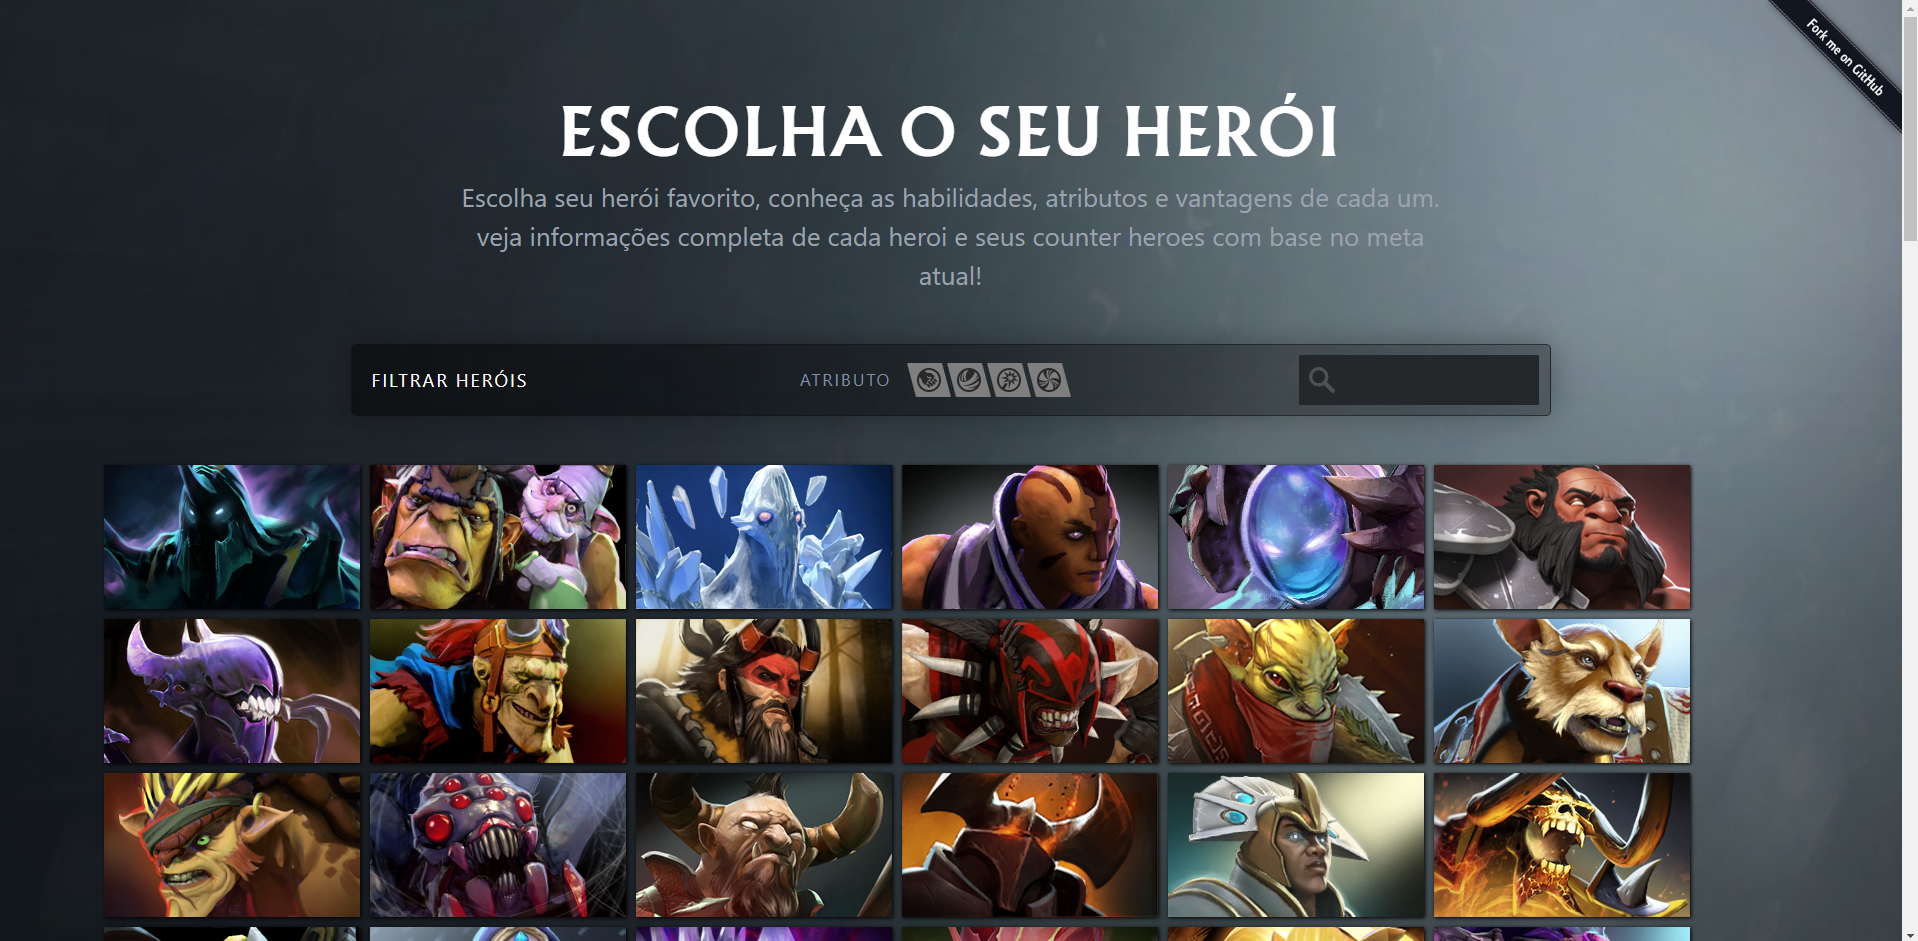 Fork me on GitHub
ESCOLHA O SEU HERÓI
Escolha seu herói favorito, conheça as habilidades, atributos e vantagens de cada um.
veja informações completa de cada heroi e seus counter heroes com base no meta
atual!
FILTRAR HERÓIS
ATRIBUTO